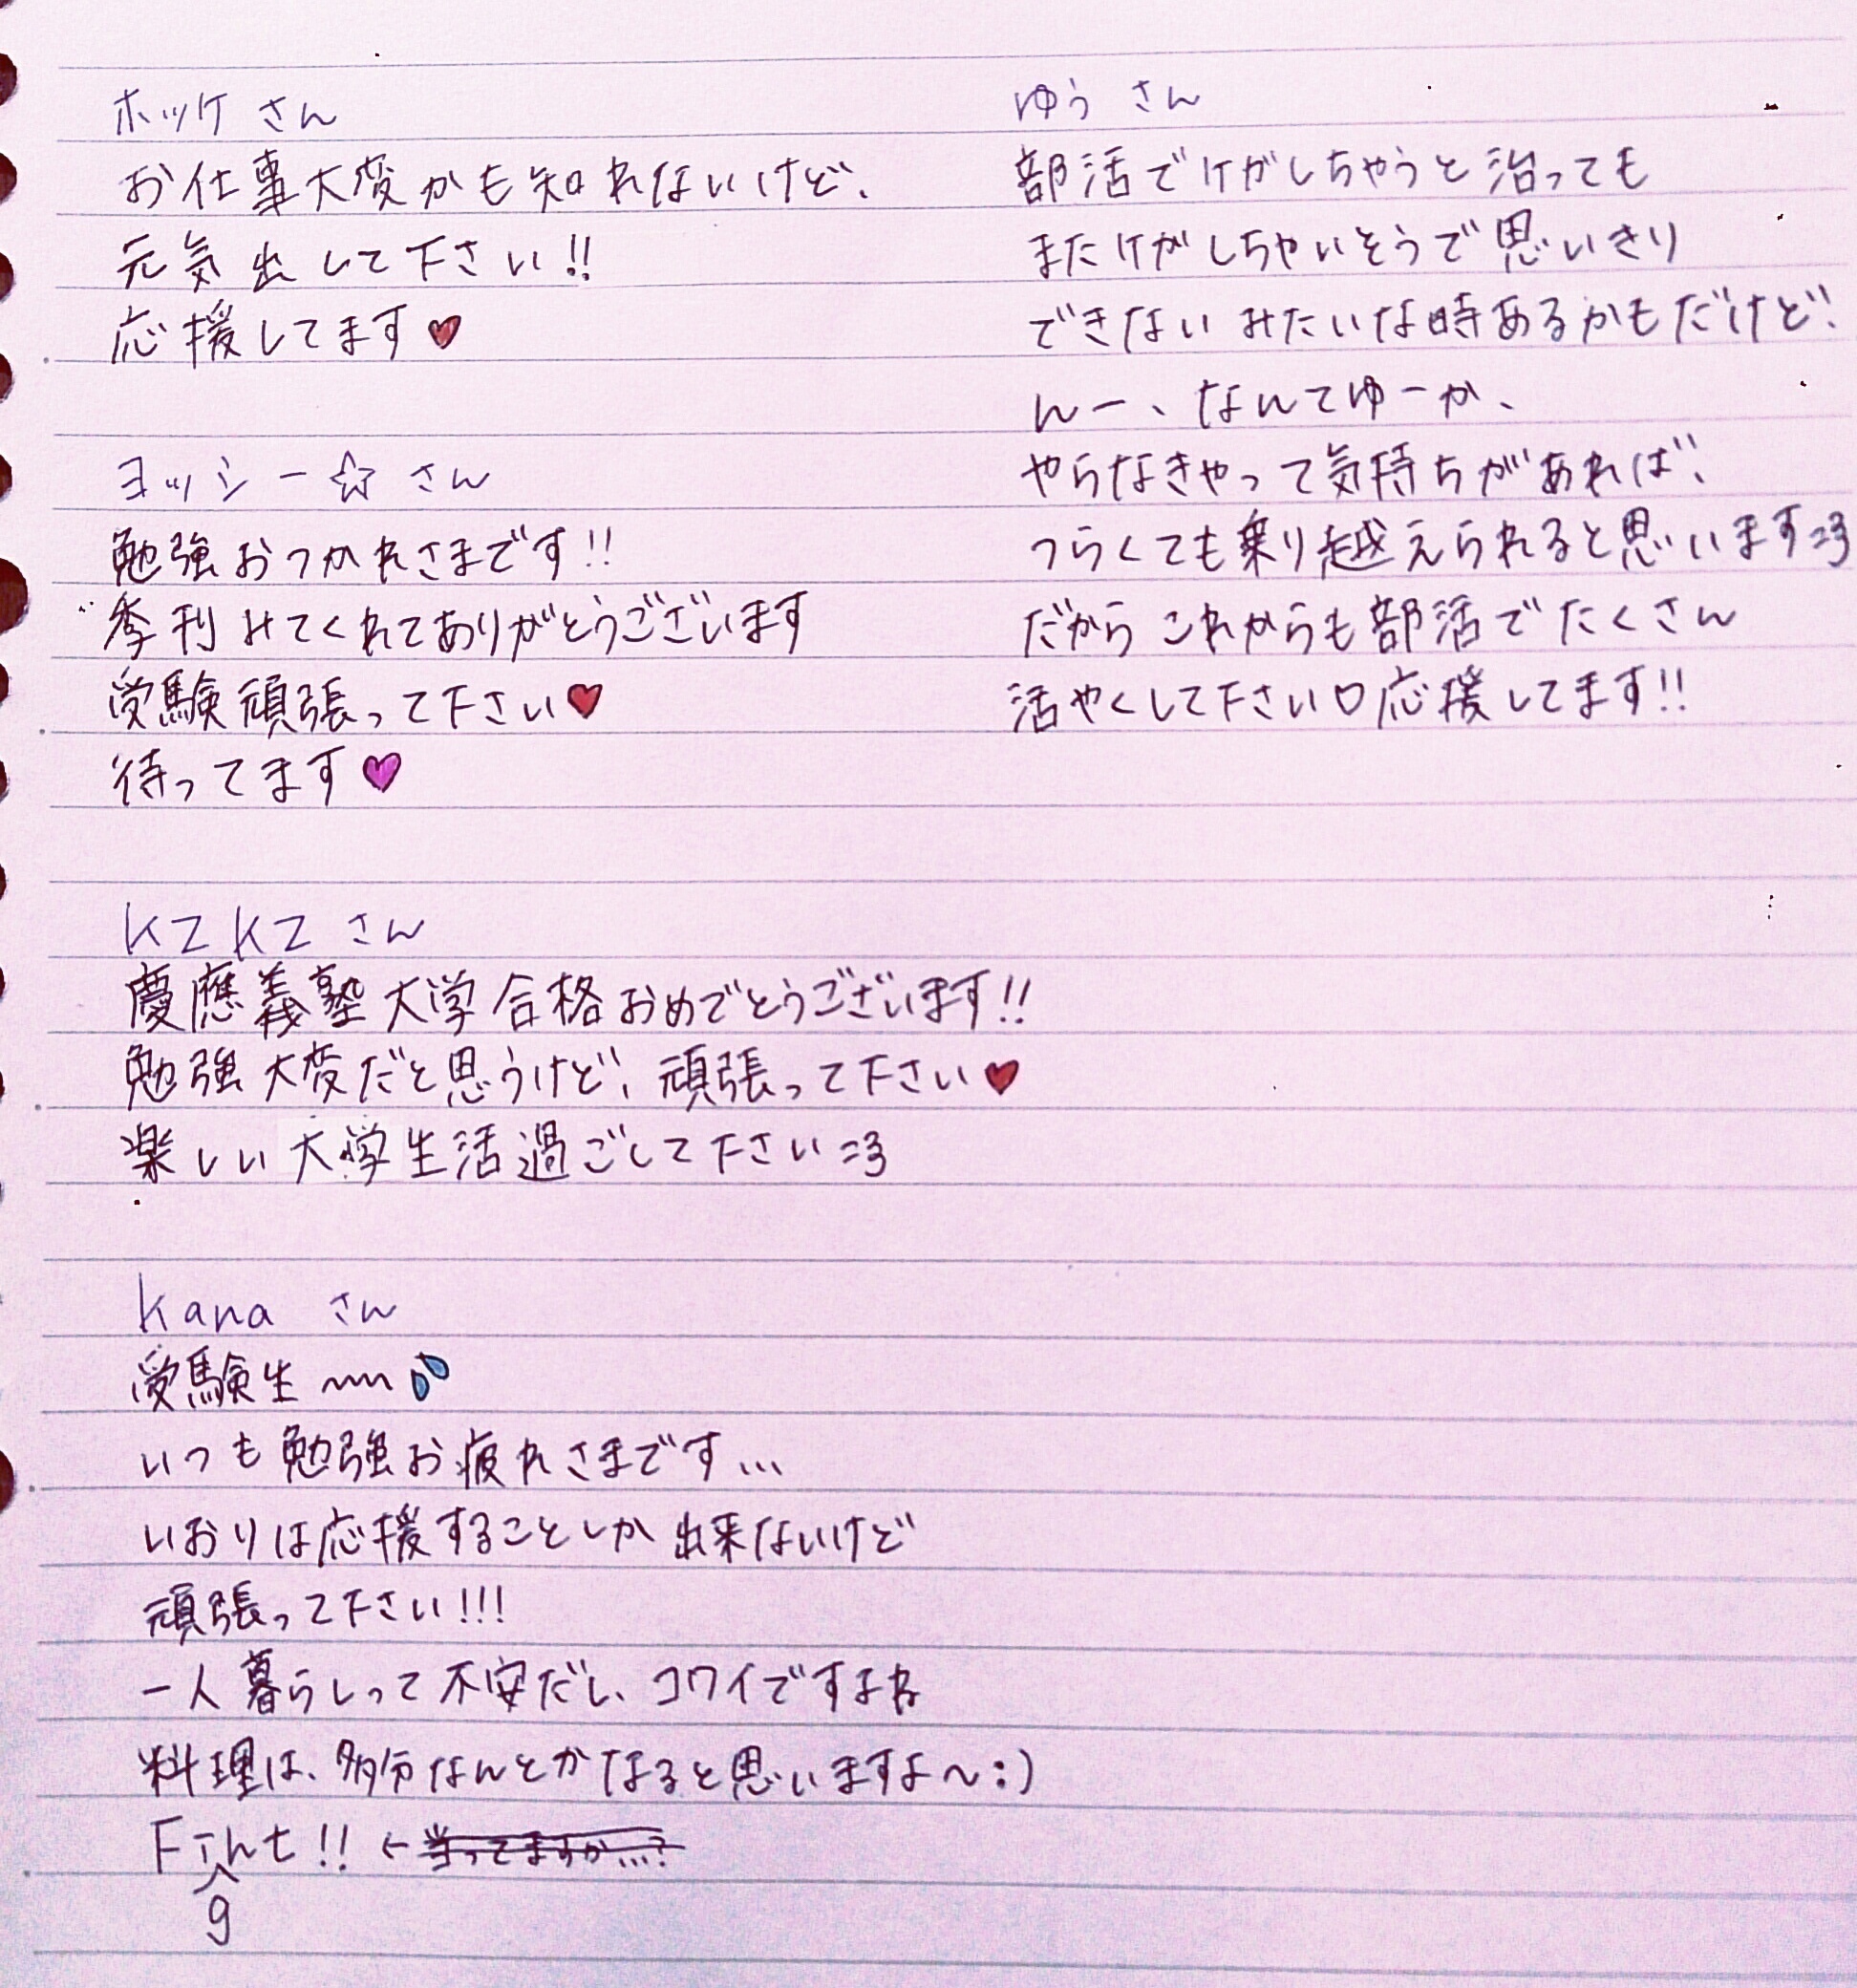 ホッケさん
お仕事大変かも知れないけど、
元気出して下さい!!
応援してます♥
ヨッシー☆さん
勉強おつかれさまです!!
季刊みてくれてありがとうございます
受験頑張って下さい♥
待ってます♥
KZKZ さん
慶應義塾大学合格おめでとうございます!!
勉強大変だと思うけど、頑張って下さい♥
楽しい大学生活過ごして下さい=3
Kana さん
受験生〰💦
いつも勉強お疲れさまです...
いおりは応援することしか出来ないけど
頑張って下さい!!!
一人暮らしって不安だし、コワイですよね
料理は、多分なんとかなると思いますよ〜:)
Fight!! ← 当ってますか...?
ゆうさん
部活でケガしちゃうと治っても
またケガしちゃいそうで思いきり
できないみたいな時あるかもだけど、
んー、なんてゆーか、
やらなきゃって気持ちがあれば、
つらくても乗り越えられると思います=3
だからこれからも部活でたくさん
活やくして下さい♡応援してます!!